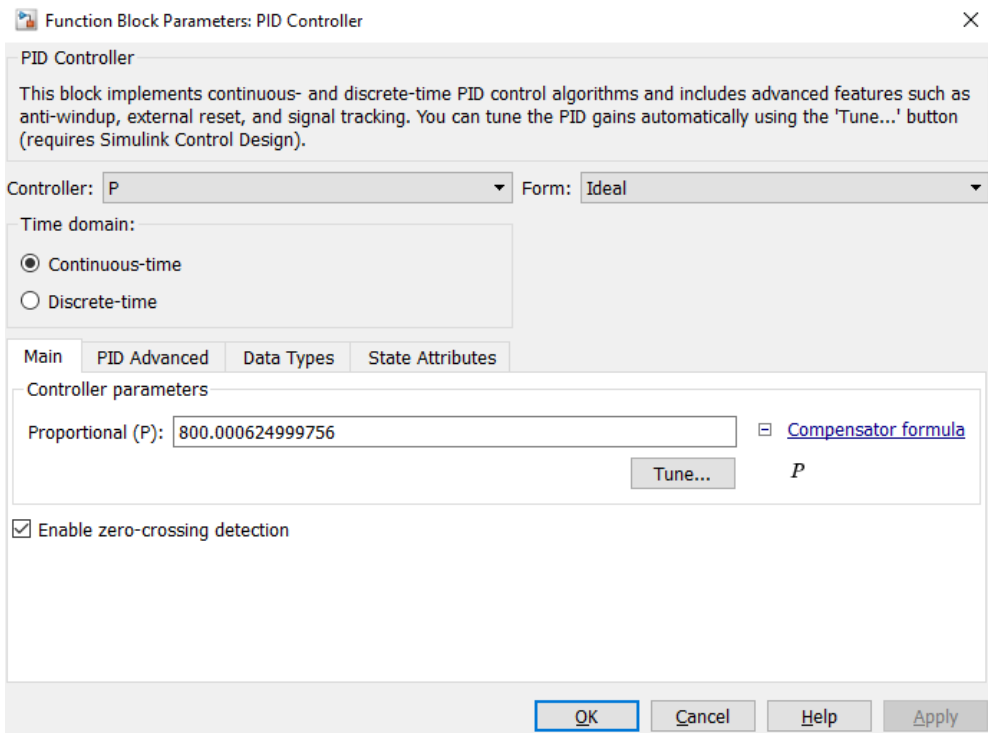 Function Block Parameters: PID Controller
PID Controller
This block implements continuous- and discrete-time PID control algorithms and includes advanced features such as
anti-windup, external reset, and signal tracking. You can tune the PID gains automatically using the 'Tune...' button
(requires Simulink Control Design).
Controller: P Form: Ideal
Time domain:
Continuous-time
Discrete-time
Main PID Advanced Data Types State Attributes
Controller parameters
Proportional (P): 800.000624999756 Compensator formula
Tune... P
Enable zero-crossing detection
OK Cancel Help Apply